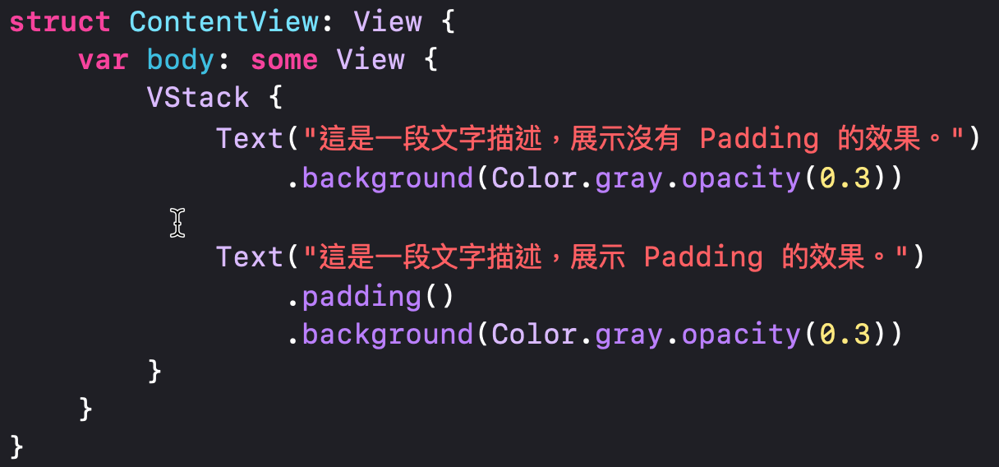 struct ContentView: View {
    var body: some View {
        VStack {
            Text("這是一段文字描述，展示沒有 Padding 的效果。")
                .background(Color.gray.opacity(0.3))

            Text("這是一段文字描述，展示 Padding 的效果。")
                .padding()
                .background(Color.gray.opacity(0.3))
        }
    }
}